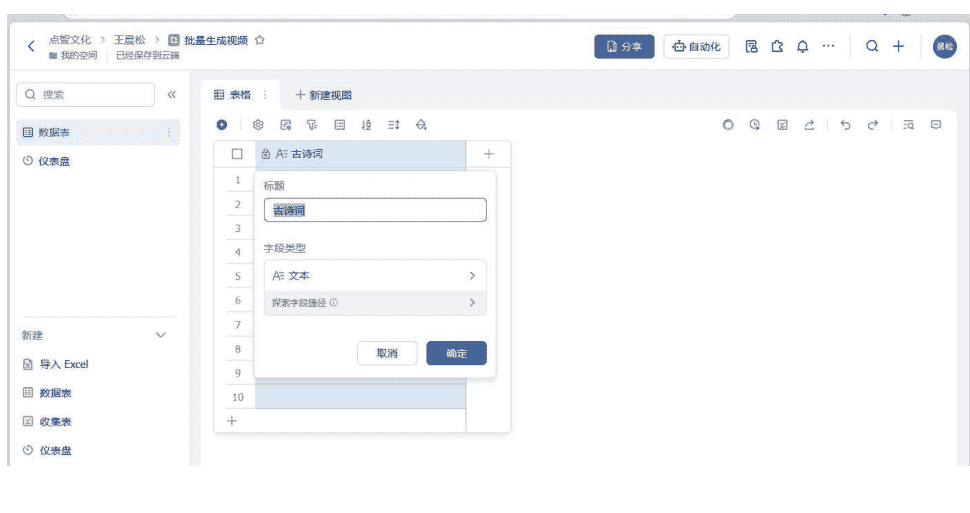 点智文化 > 王晨松 > 批量生成视频
我的空间 已经保存到云端
分享
自动化
晨松
搜索
数据表
仪表盘
新建
导入 Excel
数据表
收集表
仪表盘
表格
新建视图
古诗词
1
2
3
4
5
6
7
8
9
10
标题
古诗词
字段类型
文本
探索字段捷径
取消
确定